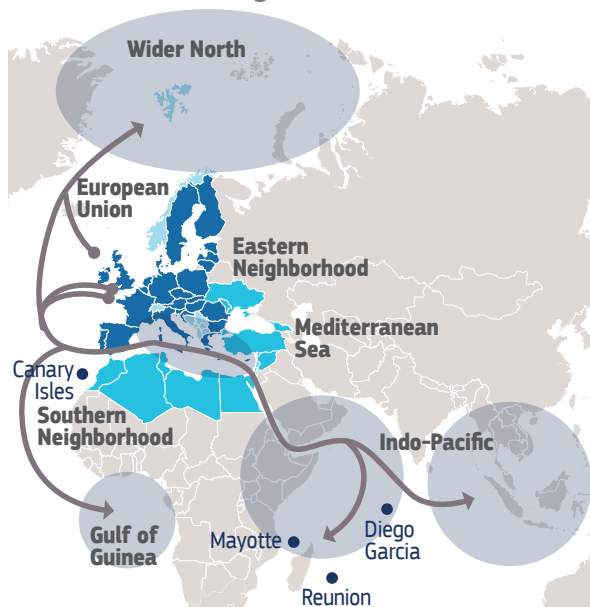 Wider North
European
Union
Eastern
Neighborhood
Mediterranean
Sea
Canary
Isles
Southern
Neighborhood
Indo-Pacific
Gulf of
Guinea
Mayotte
Diego
Garcia
Reunion